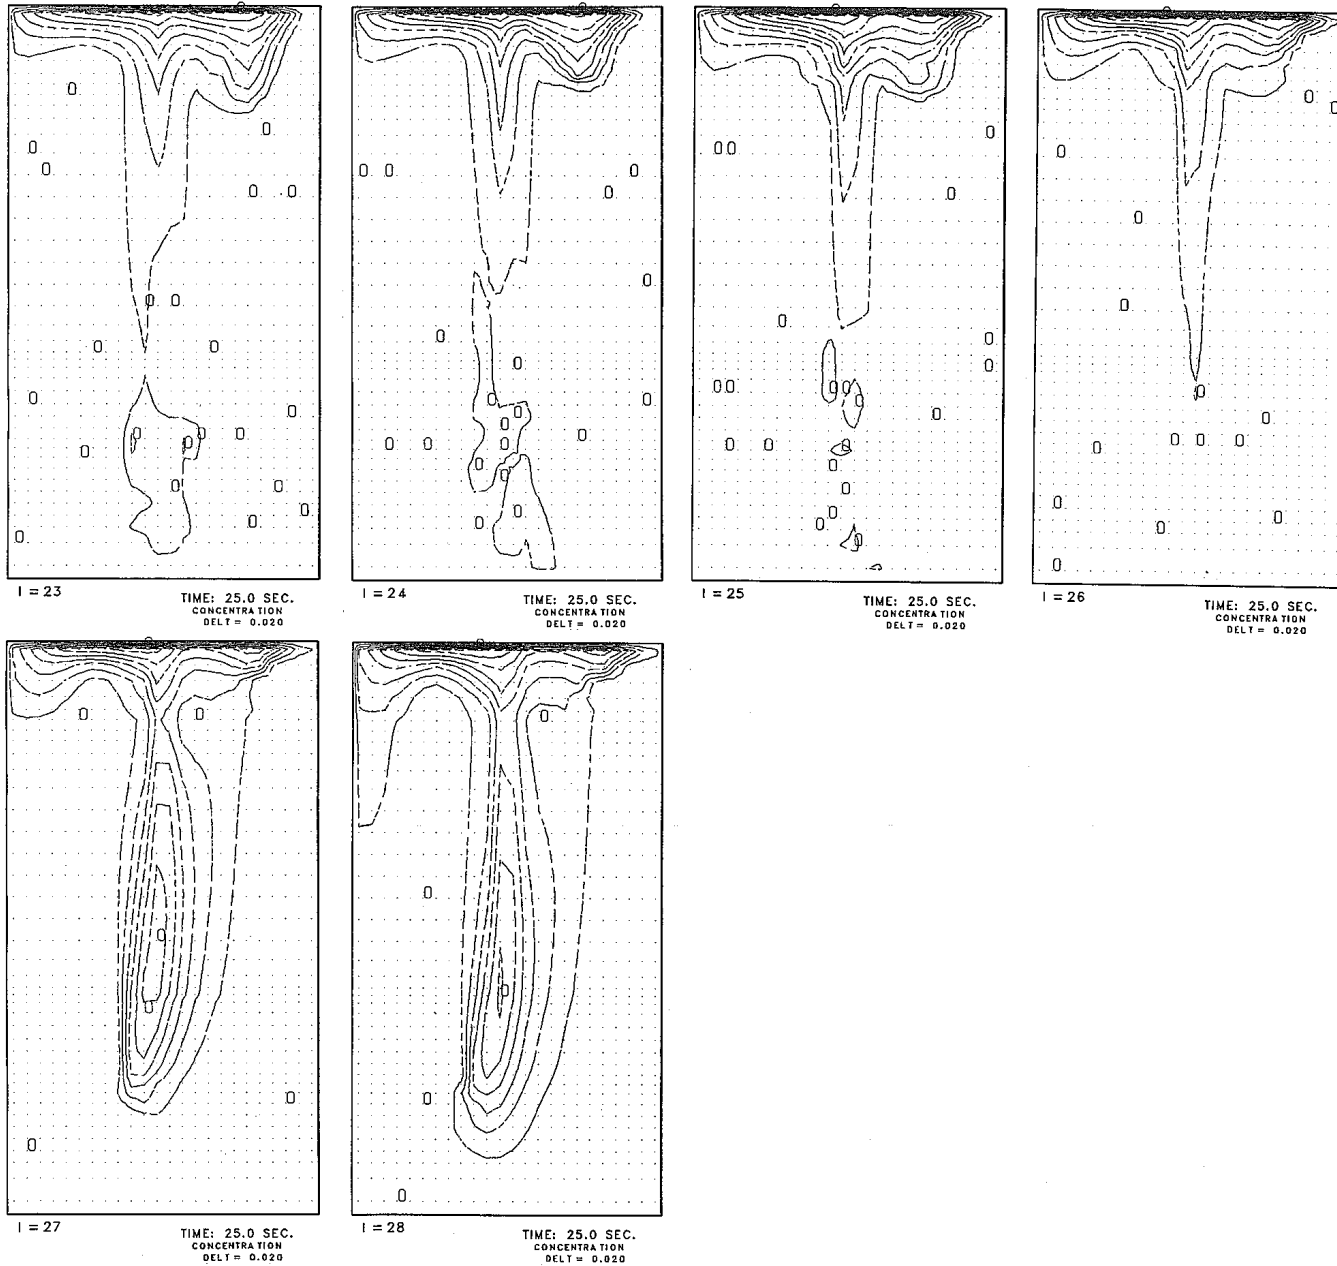 I = 23
TIME: 25.0 SEC.
CONCENTRATION
DELT = 0.020
I = 24
TIME: 25.0 SEC.
CONCENTRATION
DELT = 0.020
I = 25
TIME: 25.0 SEC.
CONCENTRATION
DELT = 0.020
I = 26
TIME: 25.0 SEC.
CONCENTRATION
DELT = 0.020
I = 27
TIME: 25.0 SEC.
CONCENTRATION
DELT = 0.020
I = 28
TIME: 25.0 SEC.
CONCENTRATION
DELT = 0.020